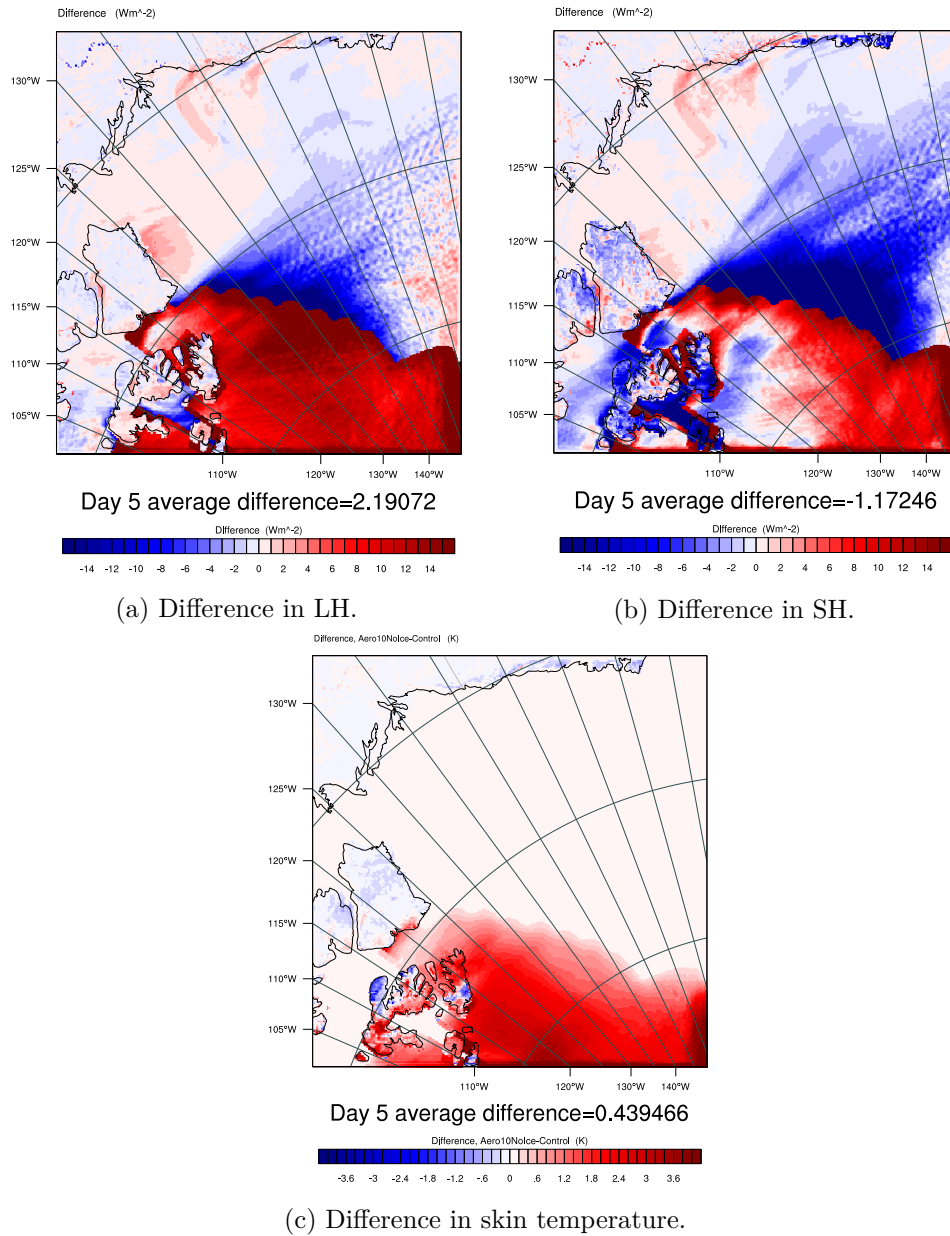 Difference (Wm^-2)
130°W
125°W
120°W
115°W
110°W
105°W
110°W 120°W 130°W 140°W
Day 5 average difference=2.19072
DIfference (Wm^-2)
-14 -12 -10 -8 -6 -4 -2 0 2 4 6 8 10 12 14
(a) Difference in LH.
Difference (Wm^-2)
130°W
125°W
120°W
115°W
110°W
105°W
110°W 120°W 130°W 140°W
Day 5 average difference=-1.17246
DIfference (Wm^-2)
-14 -12 -10 -8 -6 -4 -2 0 2 4 6 8 10 12 14
(b) Difference in SH.
Difference, Aero10NoIce-Control (K)
130°W
125°W
120°W
115°W
110°W
105°W
110°W 120°W 130°W 140°W
Day 5 average difference=0.439466
Difference, Aero10NoIce-Control (K)
-3.6 -3 -2.4 -1.8 -1.2 -.6 0 .6 1.2 1.8 2.4 3 3.6
(c) Difference in skin temperature.